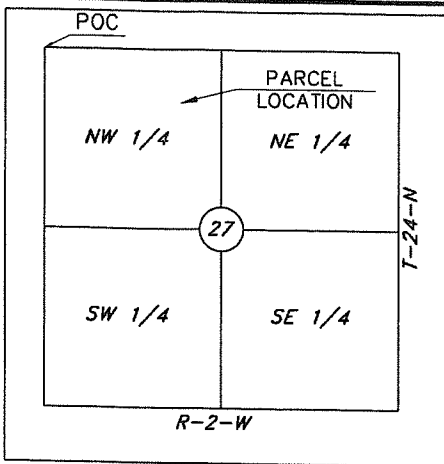 POC
PARCEL
LOCATION
NW 1/4
NE 1/4
27
T-24-N
SW 1/4
SE 1/4
R-2-W